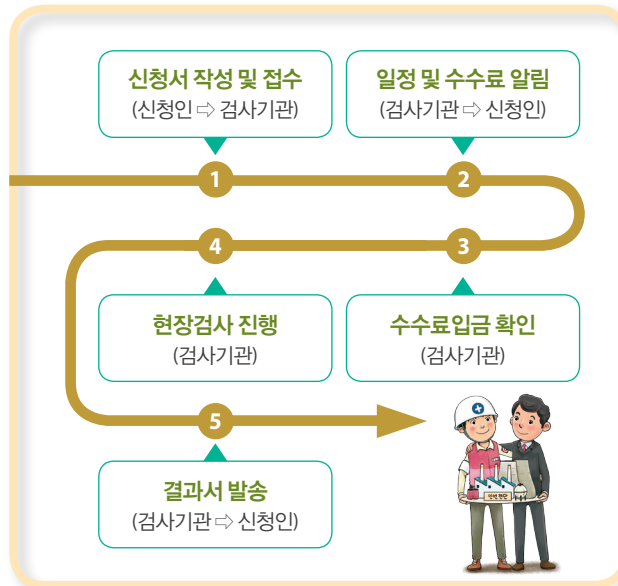 신청서 작성 및 접수
(신청인 ⇨ 검사기관)
일정 및 수수료 알림
(검사기관 ⇨ 신청인)
1
2
4
3
현장검사 진행
(검사기관)
수수료입금 확인
(검사기관)
5
결과서 발송
(검사기관 ⇨ 신청인)